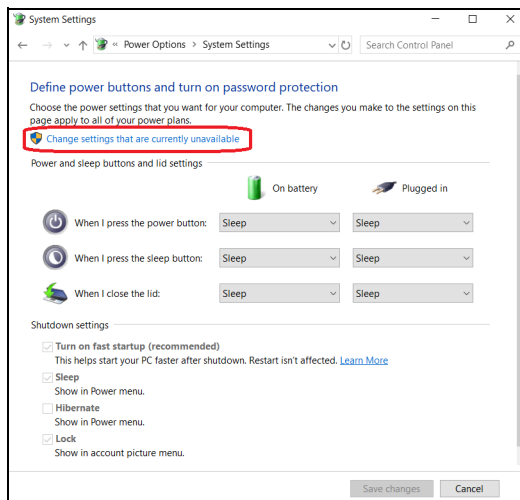 System Settings
« Power Options > System Settings
Search Control Panel
Define power buttons and turn on password protection
Choose the power settings that you want for your computer. The changes you make to the settings on this
page apply to all of your power plans.
Change settings that are currently unavailable
Power and sleep buttons and lid settings
On battery Plugged in
When I press the power button: Sleep Sleep
When I press the sleep button: Sleep Sleep
When I close the lid: Sleep Sleep
Shutdown settings
Turn on fast startup (recommended)
This helps start your PC faster after shutdown. Restart isn't affected. Learn More
Sleep
Show in Power menu.
Hibernate
Show in Power menu.
Lock
Show in account picture menu.
Save changes Cancel